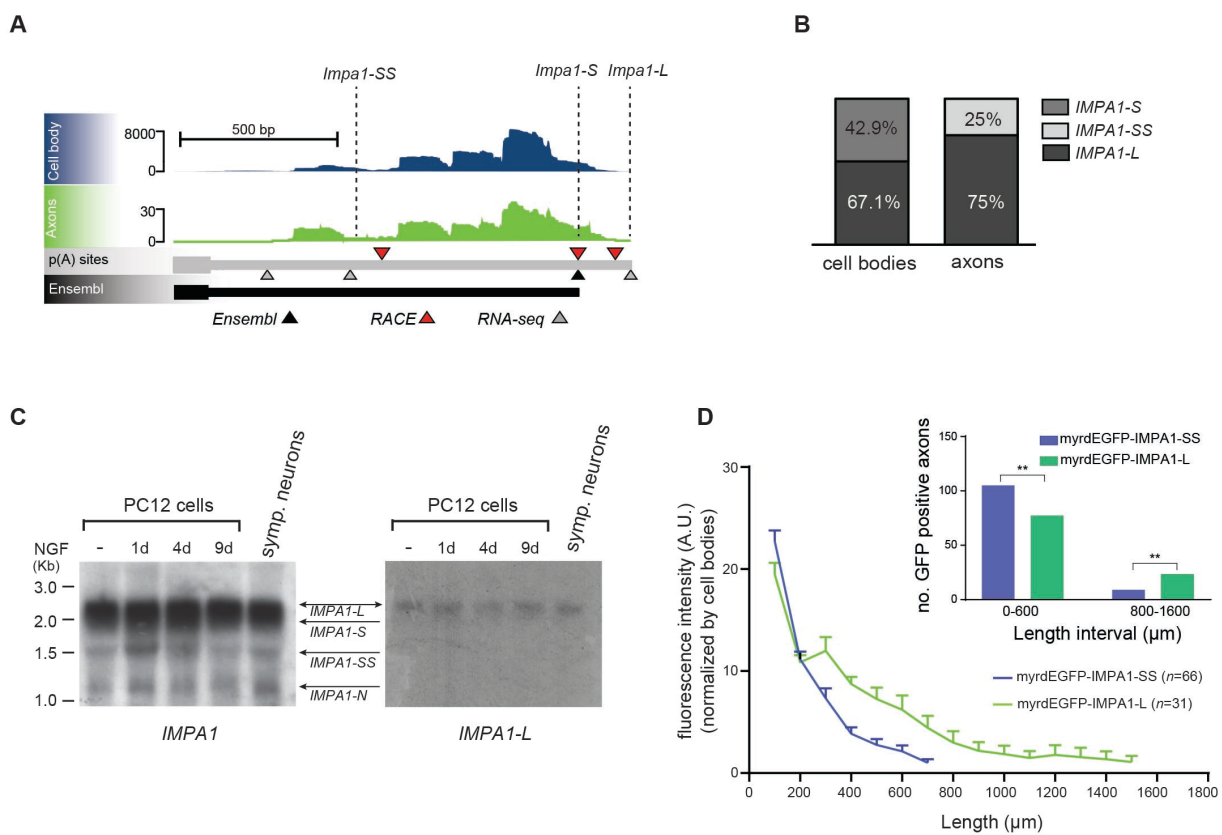 A
Impa1-SS
Impa1-S
Impa1-L
Cell body
8000
0
500 bp
Axons
30
0
p(A) sites
Ensembl
Ensembl
RACE
RNA-seq
B
42.9%
67.1%
25%
75%
cell bodies
axons
IMPA1-S
IMPA1-SS
IMPA1-L
C
PC12 cells
symp. neurons
PC12 cells
symp. neurons
NGF
- 1d 4d 9d
- 1d 4d 9d
(Kb)
3.0
2.0
1.5
1.0
IMPA1-L
IMPA1-S
IMPA1-SS
IMPA1-N
IMPA1
IMPA1-L
D
fluorescence intensity (A.U.)
(normalized by cell bodies)
30
20
10
0
0 200 400 600 800 1000 1200 1400 1600 1800
Length (μm)
no. GFP positive axons
150
100
50
0
myrdEGFP-IMPA1-SS
myrdEGFP-IMPA1-L
**
**
0-600
800-1600
Length interval (μm)
myrdEGFP-IMPA1-SS (n=66)
myrdEGFP-IMPA1-L (n=31)